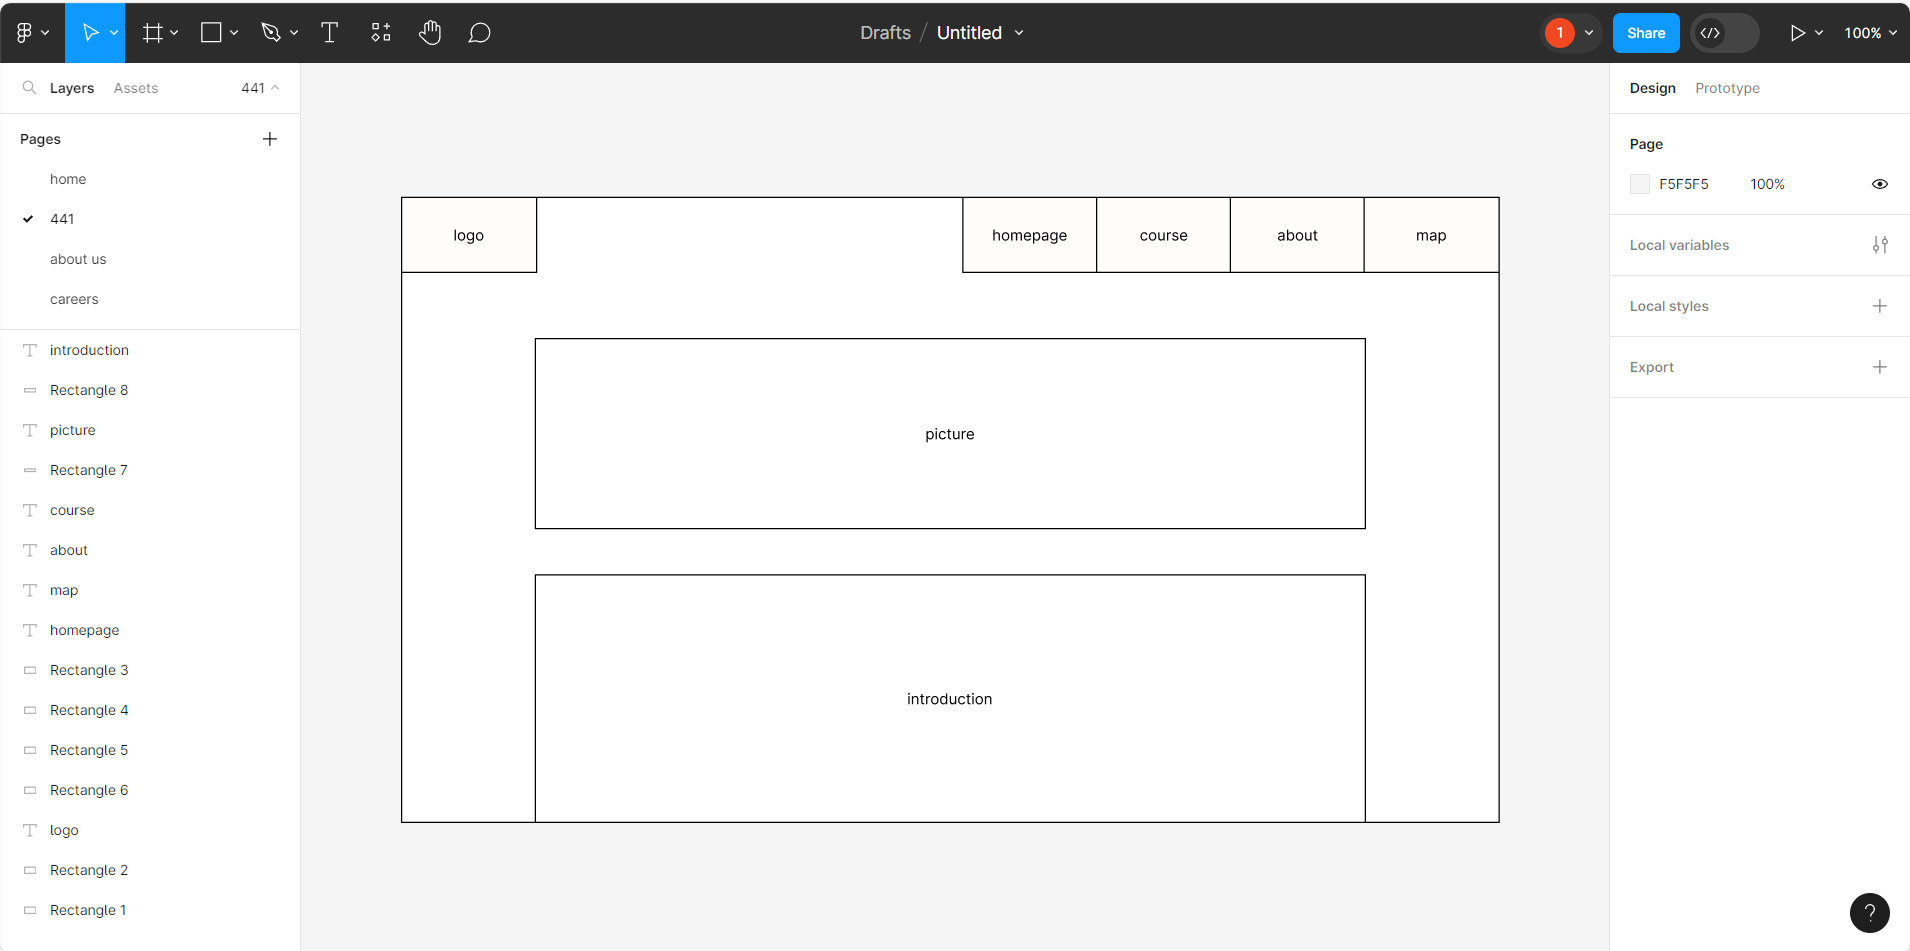 Drafts / Untitled
1
Share
</>
100%
Layers Assets 441
Pages
home
441
about us
careers
introduction
Rectangle 8
picture
Rectangle 7
course
about
map
homepage
Rectangle 3
Rectangle 4
Rectangle 5
Rectangle 6
logo
Rectangle 2
Rectangle 1
logo
homepage
course
about
map
picture
introduction
Design Prototype
Page
F5F5F5 100%
Local variables
Local styles
Export
?